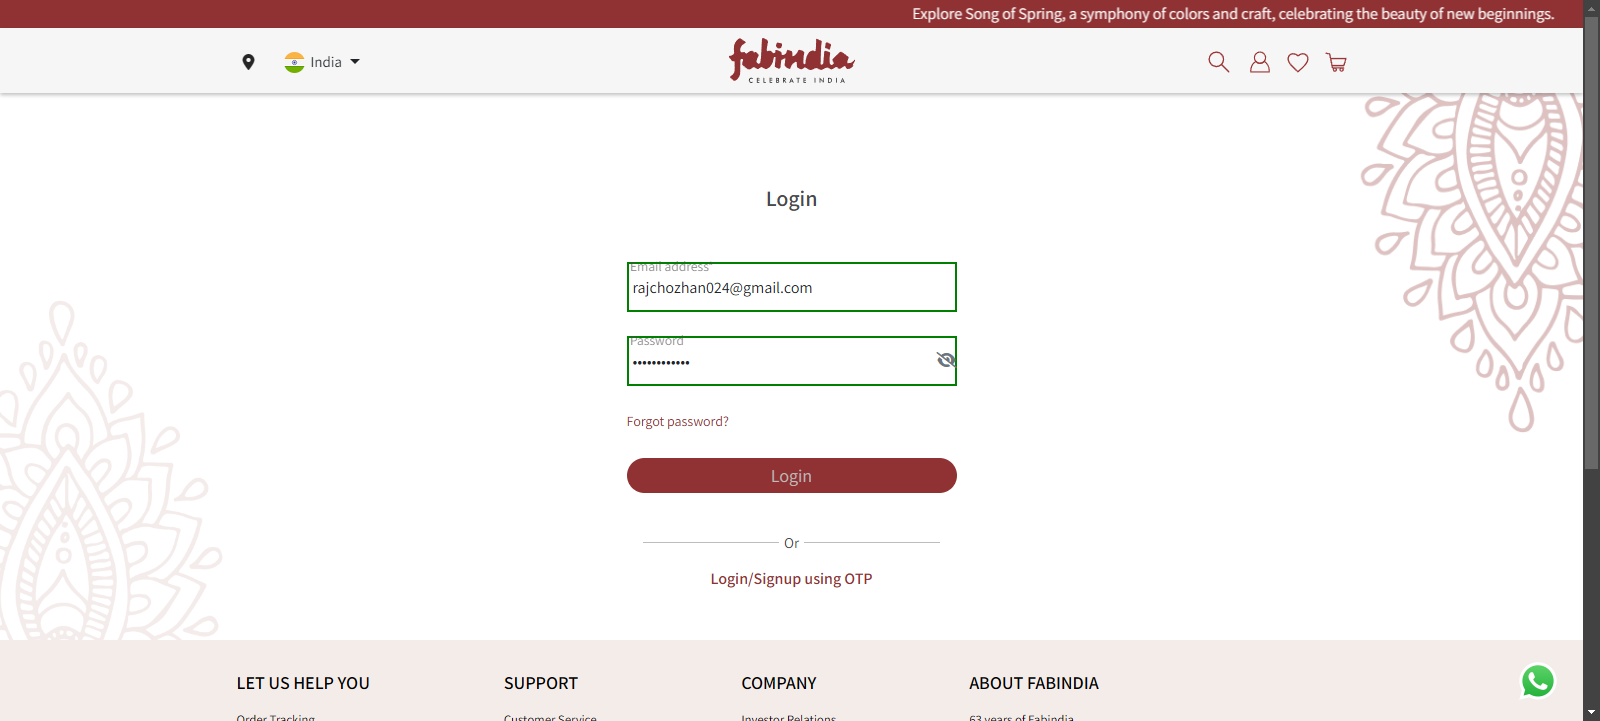 Explore Song of Spring, a symphony of colors and craft, celebrating the beauty of new beginnings.
India
fabindia
CELEBRATE INDIA
Login
Email address*
rajchozhan024@gmail.com
Password
••••••••••••
Forgot password?
Login
Or
Login/Signup using OTP
LET US HELP YOU
SUPPORT
COMPANY
ABOUT FABINDIA
Order Tracking
Customer Service
Investor Relations
63 years of Fabindia